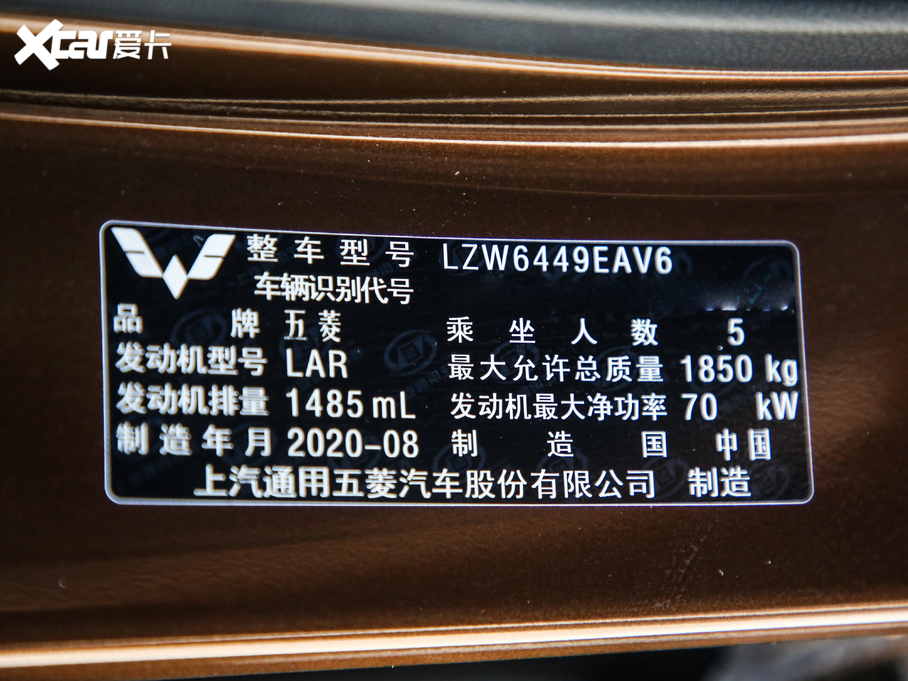 Xcar爱卡
整车型号 LZW6449EAV6
车辆识别代号
品牌 五菱 乘坐人数 5
发动机型号 LAR 最大允许总质量 1850 kg
发动机排量 1485 mL 发动机最大净功率 70 kW
制造年月 2020-08 制造国 中国
上汽通用五菱汽车股份有限公司 制造